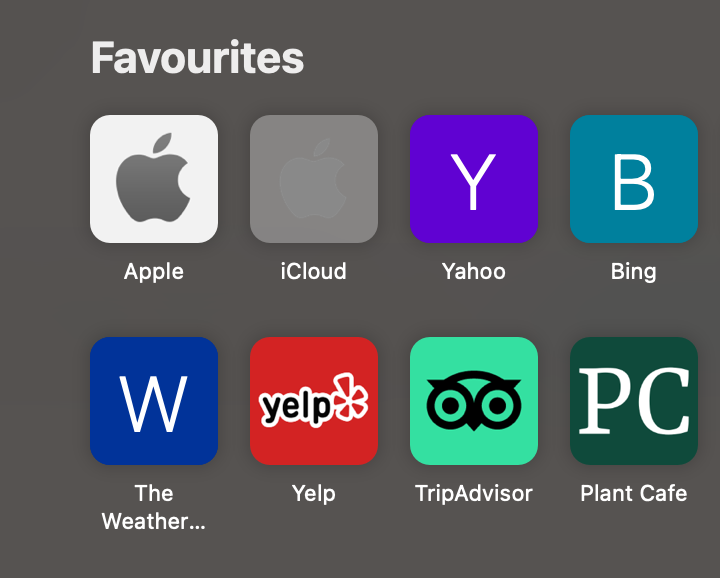 Favourites
Y
B
Apple
iCloud
Yahoo
Bing
W
yelp
PC
The
Weather...
Yelp
TripAdvisor
Plant Cafe